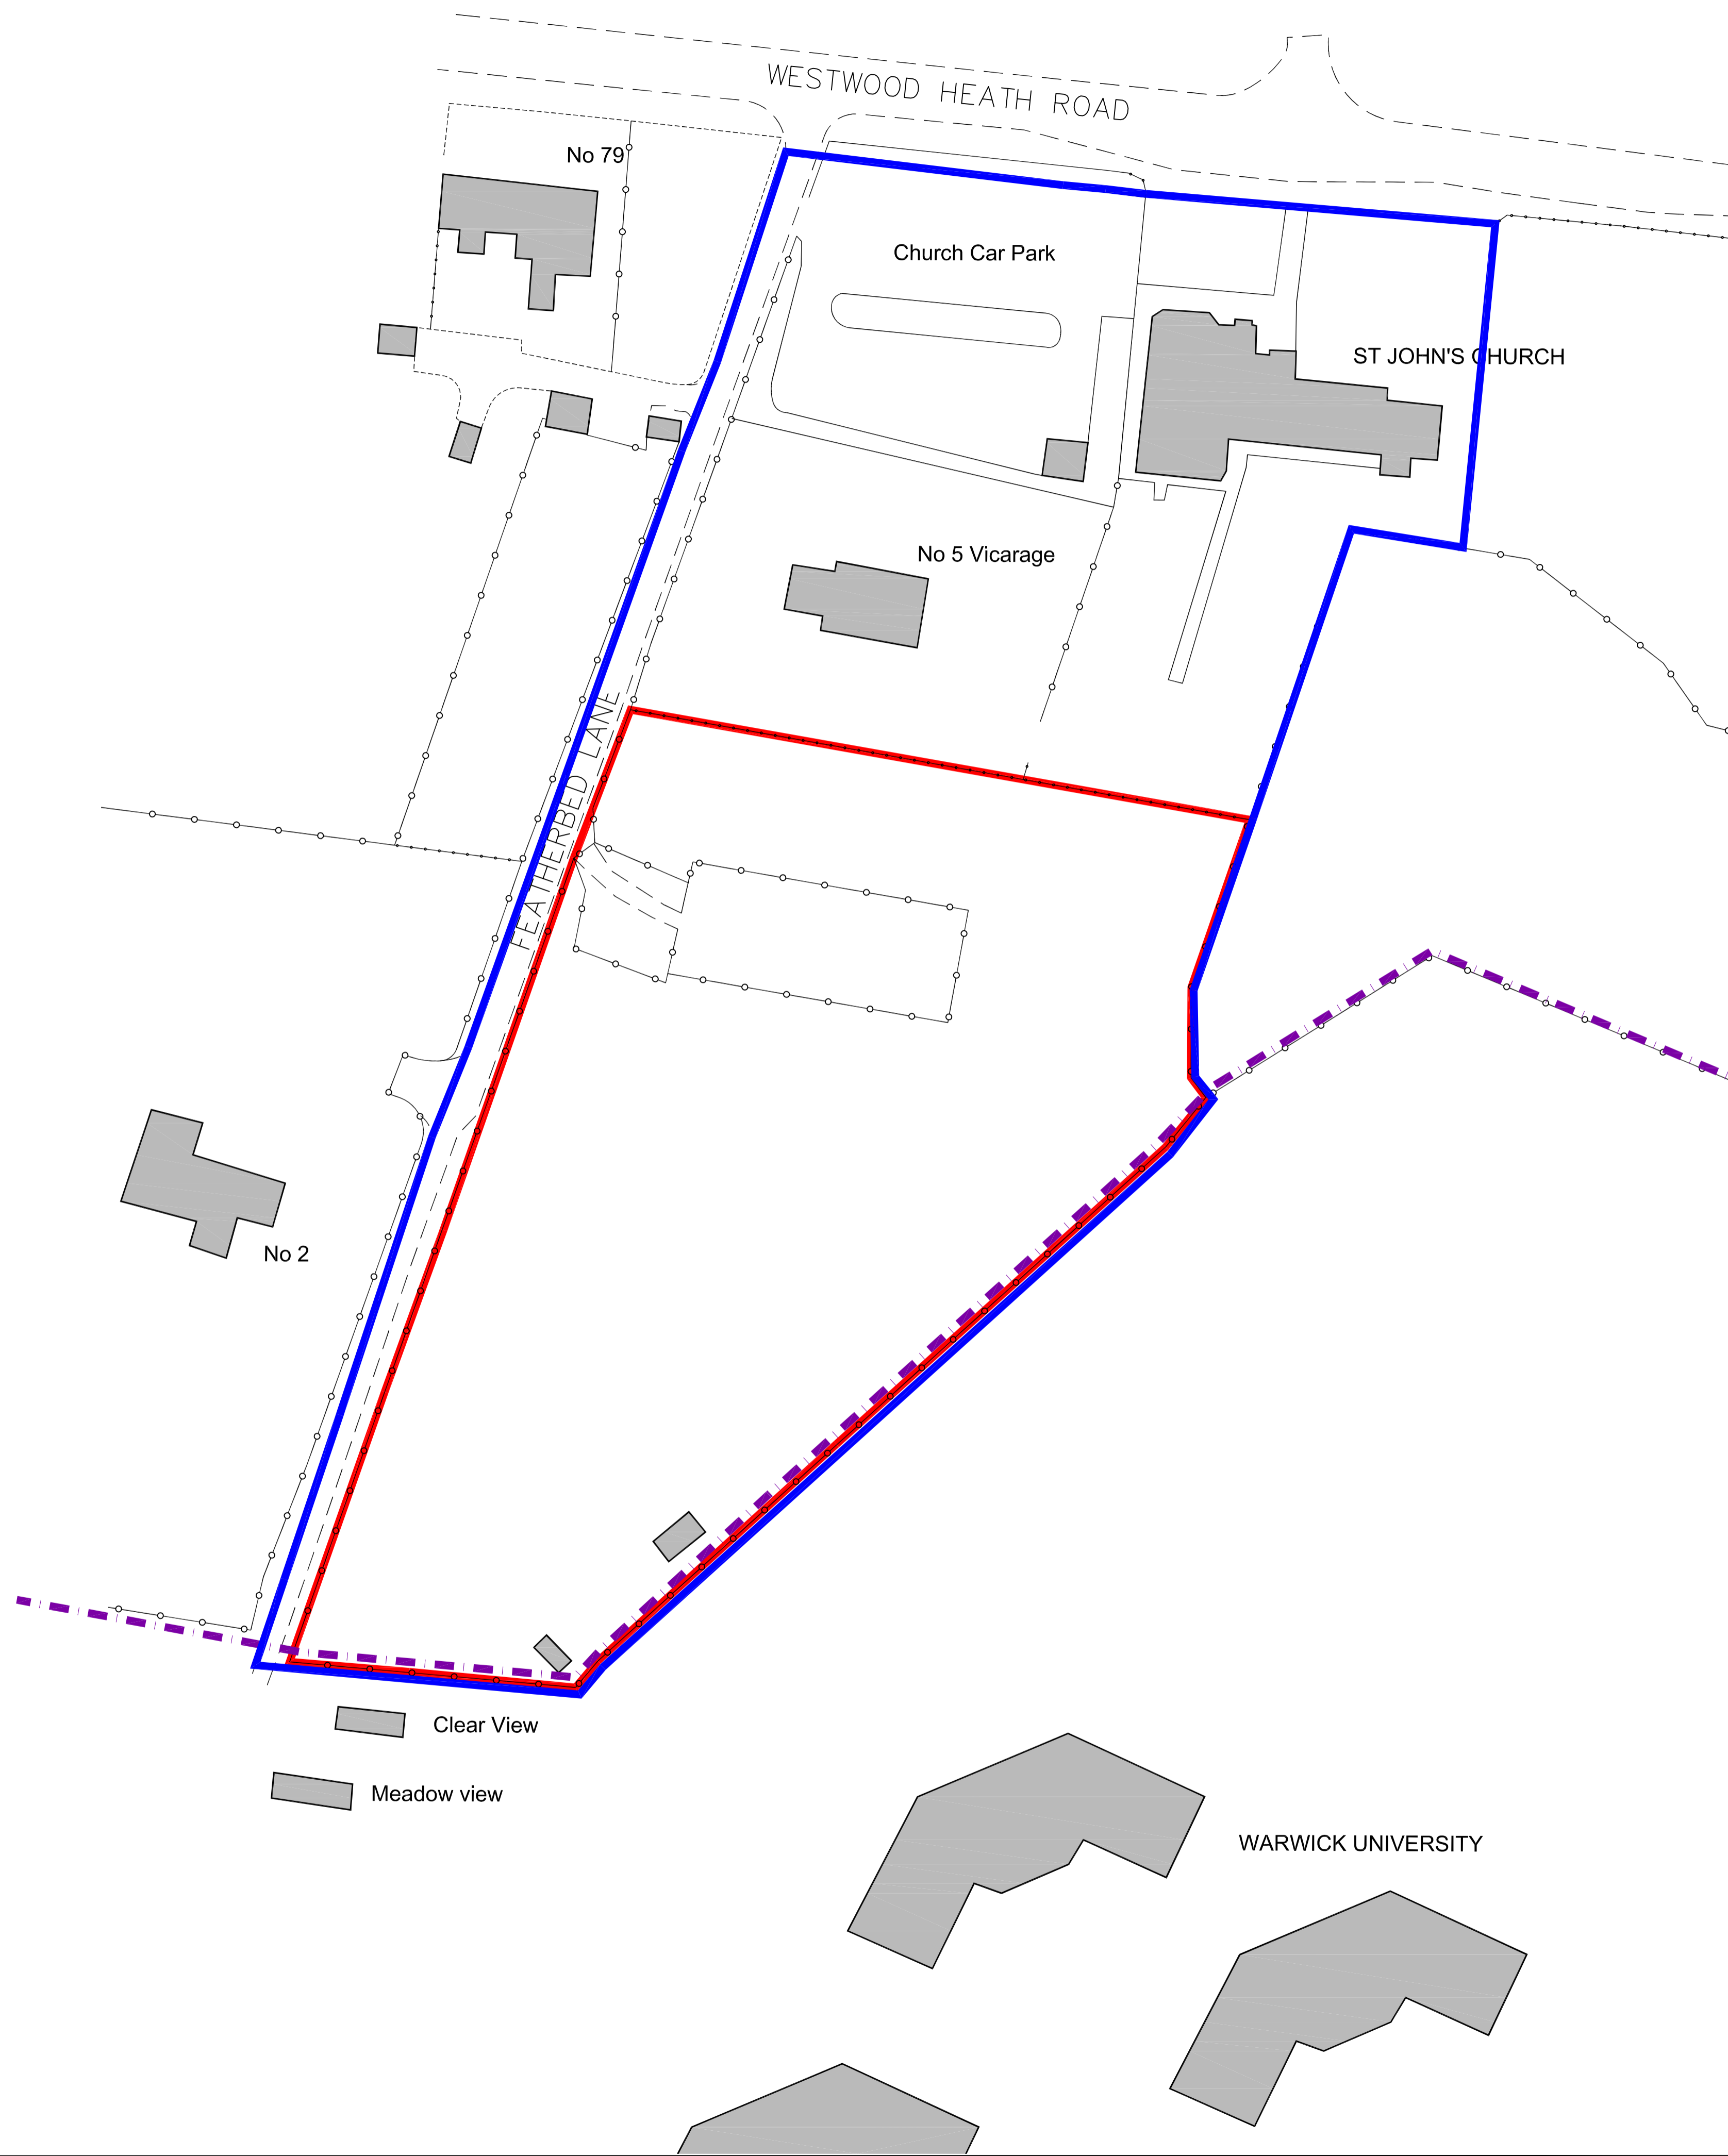 WESTWOOD HEATH ROAD
No 79
Church Car Park
ST JOHN'S CHURCH
No 5 Vicarage
FEATHERBED LANE
No 2
Clear View
Meadow view
WARWICK UNIVERSITY